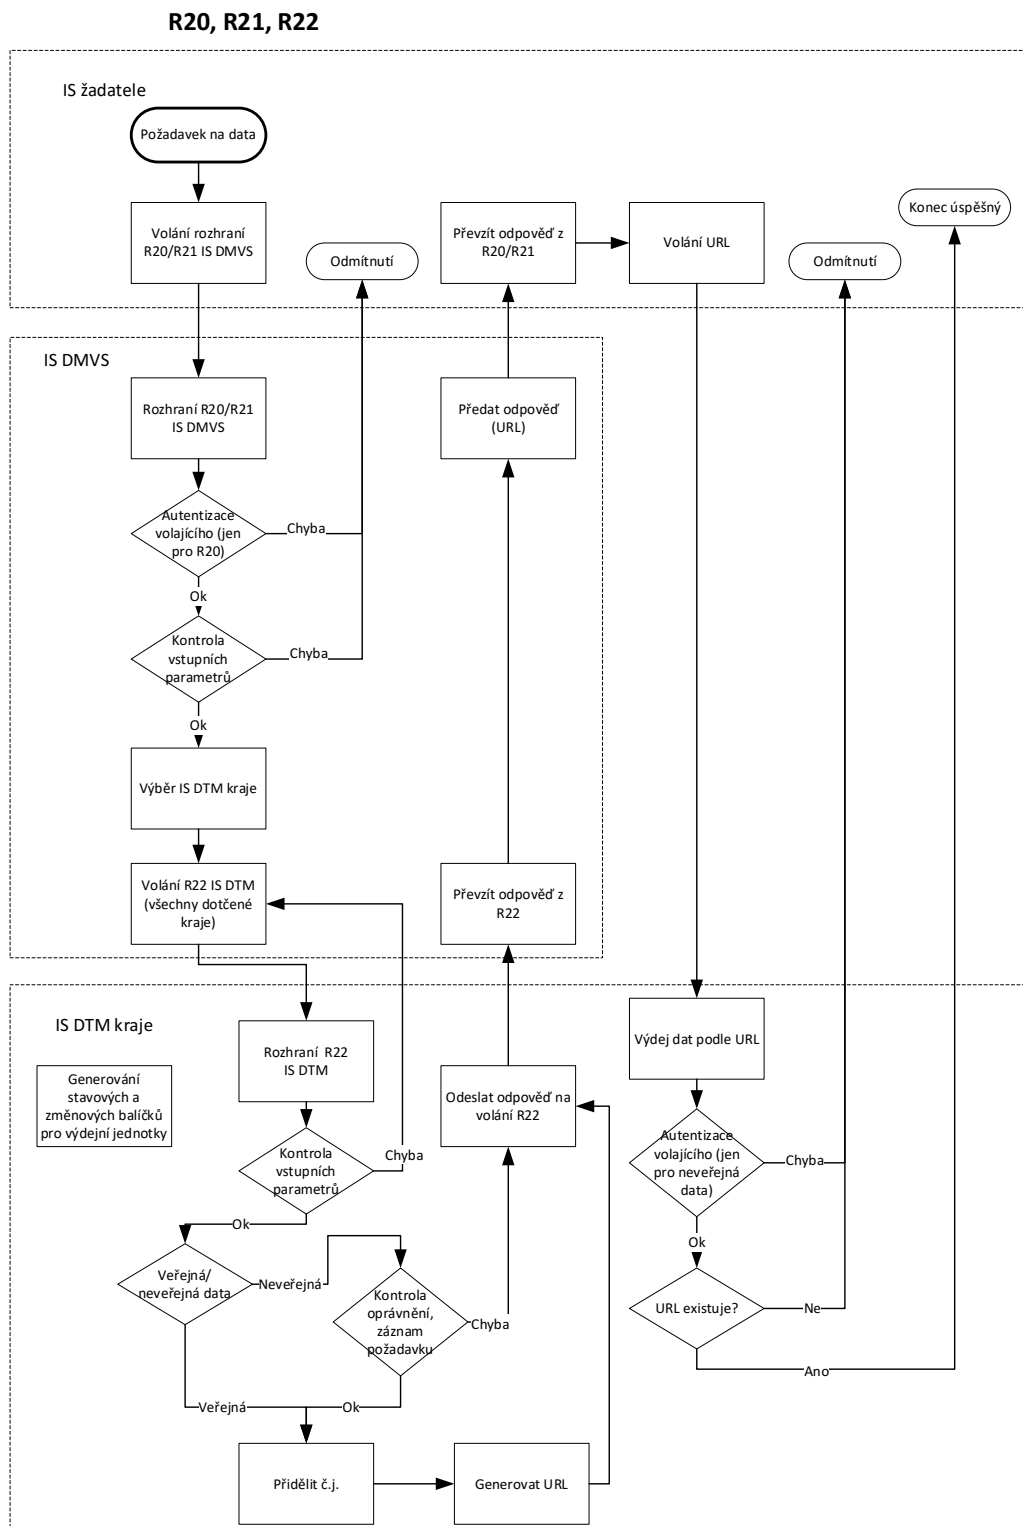 R20, R21, R22
IS žadatele
Požadavek na data
Volání rozhraní
R20/R21 IS DMVS
Odmítnutí
Převzít odpověď z
R20/R21
Volání URL
Odmítnutí
Konec úspěšný
IS DMVS
Rozhraní R20/R21
IS DMVS
Předat odpověď
(URL)
Autentizace
volajícího (jen
pro R20)
Chyba
Ok
Kontrola
vstupních
parametrů
Chyba
Ok
Výběr IS DTM kraje
Volání R22 IS DTM
(všechny dotčené
kraje)
Převzít odpověď z
R22
IS DTM kraje
Generování
stavových a
změnových balíčků
pro výdejní jednotky
Rozhraní R22
IS DTM
Kontrola
vstupních
parametrů
Chyba
Ok
Odeslat odpověď na
volání R22
Veřejná/
neveřejná data
Neveřejná
Kontrola
oprávnění,
záznam
požadavku
Chyba
Veřejná
Ok
Přidělit č.j.
Generovat URL
Výdej dat podle URL
Autentizace
volajícího (jen
pro neveřejná
data)
Chyba
Ok
URL existuje?
Ne
Ano